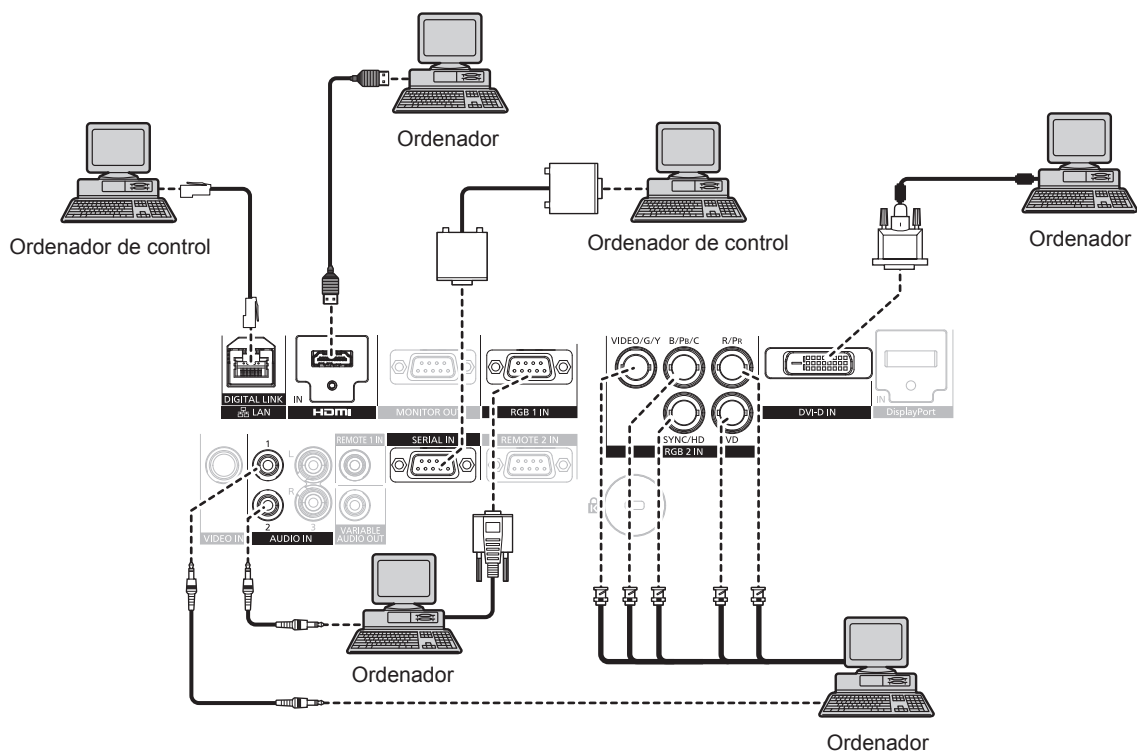 Ordenador
Ordenador de control
Ordenador de control
Ordenador
DIGITAL LINK
LAN
IN
HDMI
MONITOR OUT
RGB 1 IN
VIDEO/G/Y
B/PB/C
R/PR
SYNC/HD
VD
RGB 2 IN
DVI-D IN
IN
DisplayPort
VIDEO IN
1
2
L
R
3
AUDIO IN
REMOTE 1 IN
VARIABLE
AUDIO OUT
SERIAL IN
REMOTE 2 IN
Ordenador
Ordenador